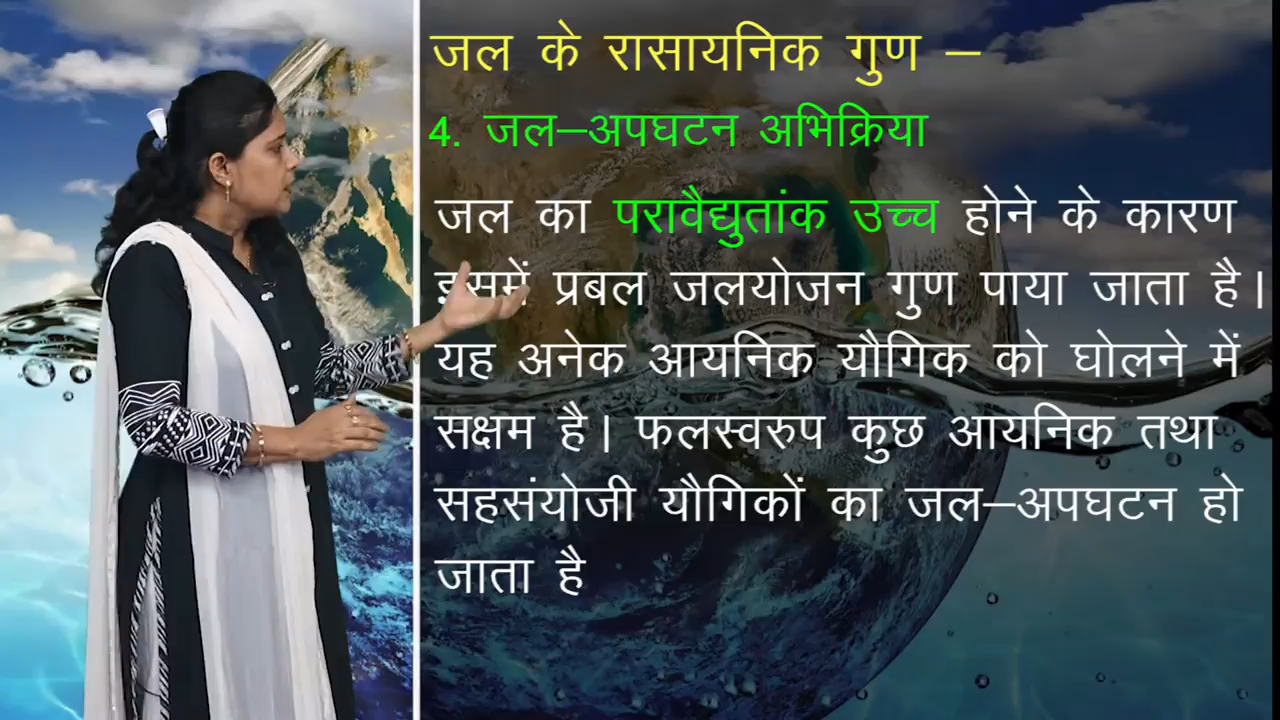 जल के रासायनिक गुण –
4. जल–अपघटन अभिक्रिया
जल का परावैद्युतांक उच्च होने के कारण
इसमें प्रबल जलयोजन गुण पाया जाता है।
यह अनेक आयनिक यौगिक को घोलने में
सक्षम है। फलस्वरुप कुछ आयनिक तथा
सहसंयोजी यौगिकों का जल–अपघटन हो
जाता है